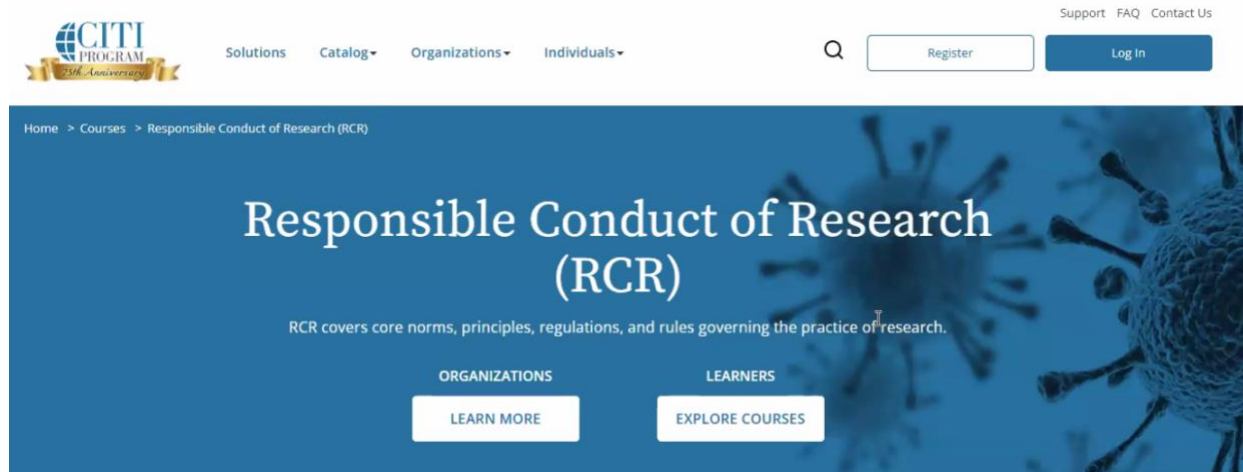 Support FAQ Contact Us
CITI
PROGRAM
25th Anniversary
Solutions Catalog Organizations Individuals Register Log In
Home > Courses > Responsible Conduct of Research (RCR)
Responsible Conduct of Research
(RCR)
RCR covers core norms, principles, regulations, and rules governing the practice of research.
ORGANIZATIONS LEARNERS
LEARN MORE EXPLORE COURSES